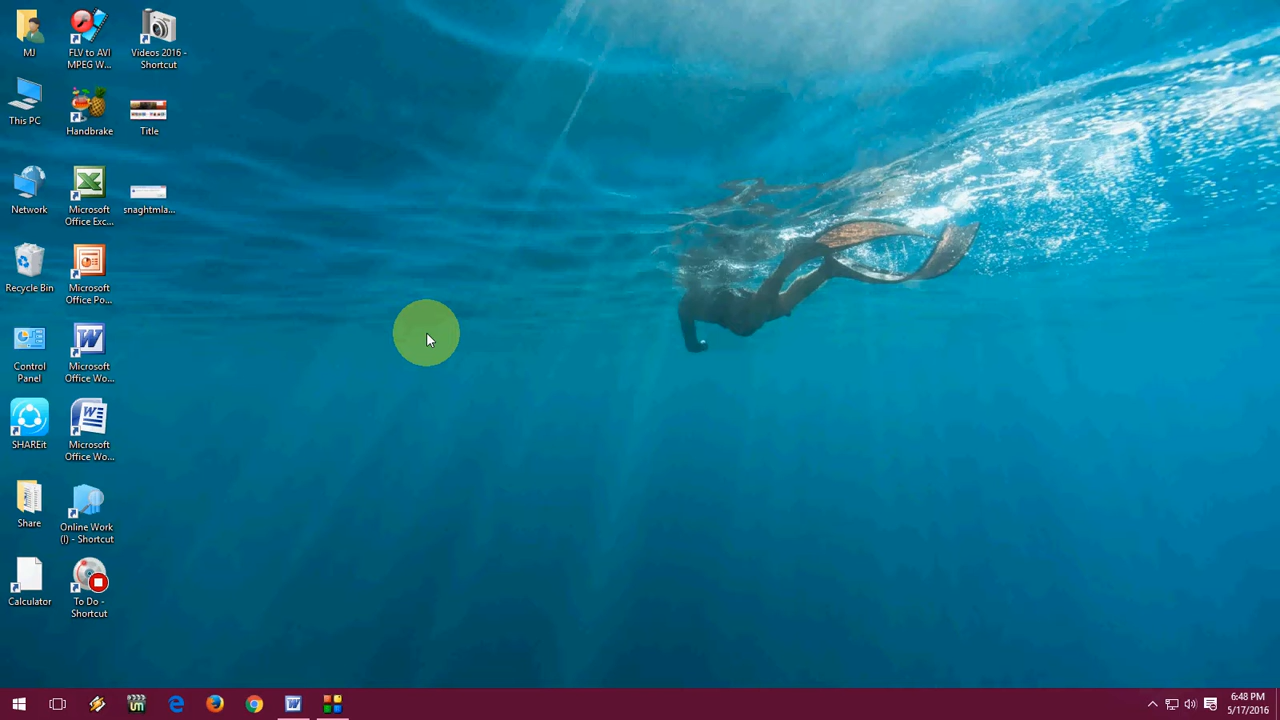 MJ
FLV to AVI
MPEG W...
Videos 2016 -
Shortcut
This PC
Handbrake
Title
Network
Microsoft
Office Exc...
snaghtmla...
Recycle Bin
Microsoft
Office Po...
Control
Panel
Microsoft
Office Wo...
SHAREit
Microsoft
Office Wo...
Share
Online Work
(I) - Shortcut
Calculator
To Do -
Shortcut
6:48 PM
5/17/2016